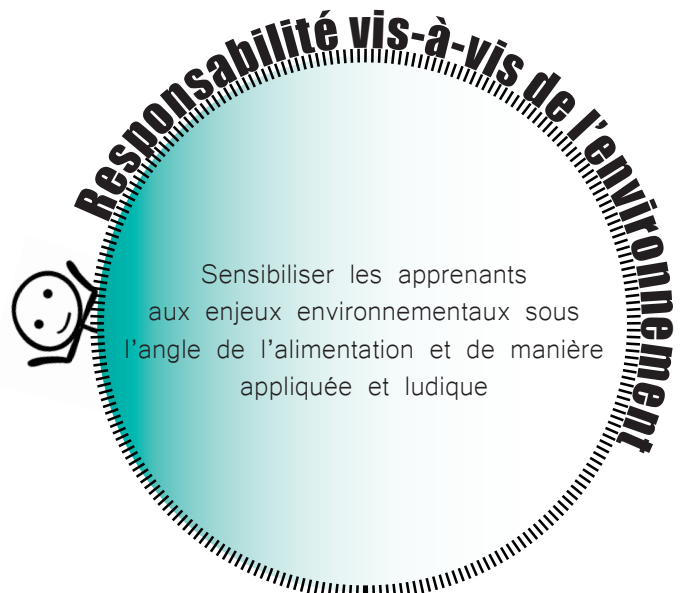 Responsabilité vis-à-vis de l'environnement
Sensibiliser les apprenants
aux enjeux environnementaux sous
l'angle de l'alimentation et de manière
appliquée et ludique